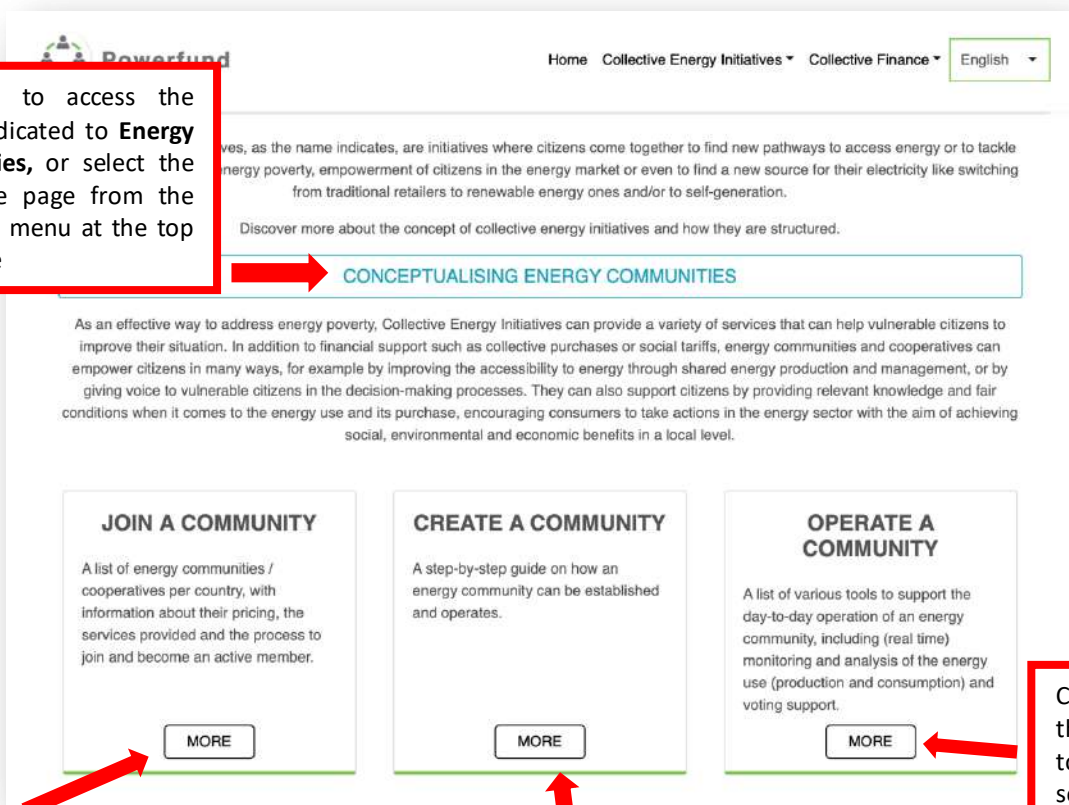 Powerfund
Home Collective Energy Initiatives Collective Finance English
to access the
dicated to Energy
ies, or select the
e page from the
menu at the top
e
ves, as the name indicates, are initiatives where citizens come together to find new pathways to access energy or to tackle
nergy poverty, empowerment of citizens in the energy market or even to find a new source for their electricity like switching
from traditional retailers to renewable energy ones and/or to self-generation.
Discover more about the concept of collective energy initiatives and how they are structured.
CONCEPTUALISING ENERGY COMMUNITIES
As an effective way to address energy poverty, Collective Energy Initiatives can provide a variety of services that can help vulnerable citizens to
improve their situation. In addition to financial support such as collective purchases or social tariffs, energy communities and cooperatives can
empower citizens in many ways, for example by improving the accessibility to energy through shared energy production and management, or by
giving voice to vulnerable citizens in the decision-making processes. They can also support citizens by providing relevant knowledge and fair
conditions when it comes to the energy use and its purchase, encouraging consumers to take actions in the energy sector with the aim of achieving
social, environmental and economic benefits in a local level.
JOIN A COMMUNITY
A list of energy communities /
cooperatives per country, with
information about their pricing, the
services provided and the process to
join and become an active member.
MORE
CREATE A COMMUNITY
A step-by-step guide on how an
energy community can be established
and operates.
MORE
OPERATE A
COMMUNITY
A list of various tools to support the
day-to-day operation of an energy
community, including (real time)
monitoring and analysis of the energy
use (production and consumption) and
voting support.
MORE
C
th
to
se